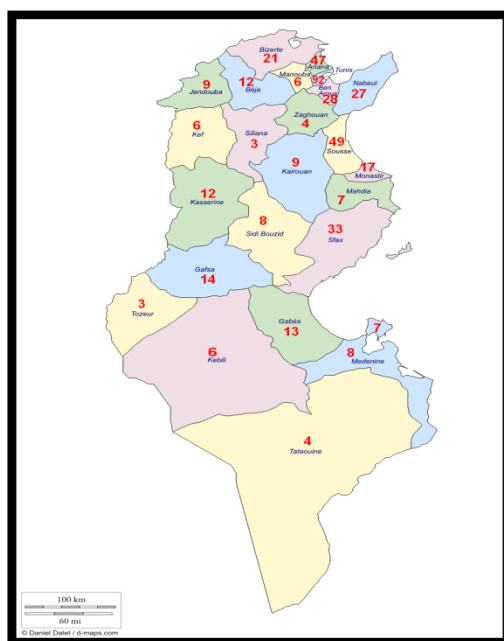 Bizerte
21
47
Ariana
Tunis
Manouba
6
92
Ben
Arous
28
Nabeul
27
9
Jendouba
12
Béja
Zaghouan
4
6
Kef
Siliana
3
49
Sousse
9
Kairouan
17
Monastir
7
Mahdia
12
Kasserine
8
Sidi Bouzid
33
Sfax
Gafsa
14
3
Tozeur
Gabès
13
7
8
Medenine
6
Kebili
4
Tataouine
100 km
60 mi
© Daniel Dalet / d-maps.com